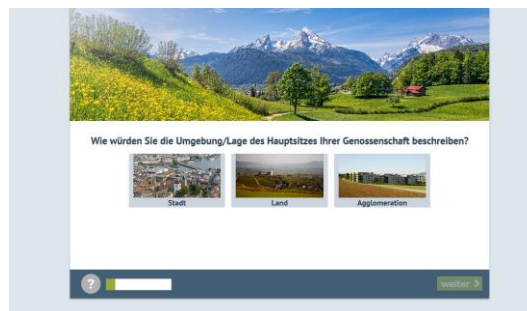 Wie würden Sie die Umgebung/Lage des Hauptsitzes Ihrer Genossenschaft beschreiben?
Stadt
Land
Agglomeration
?
weiter >